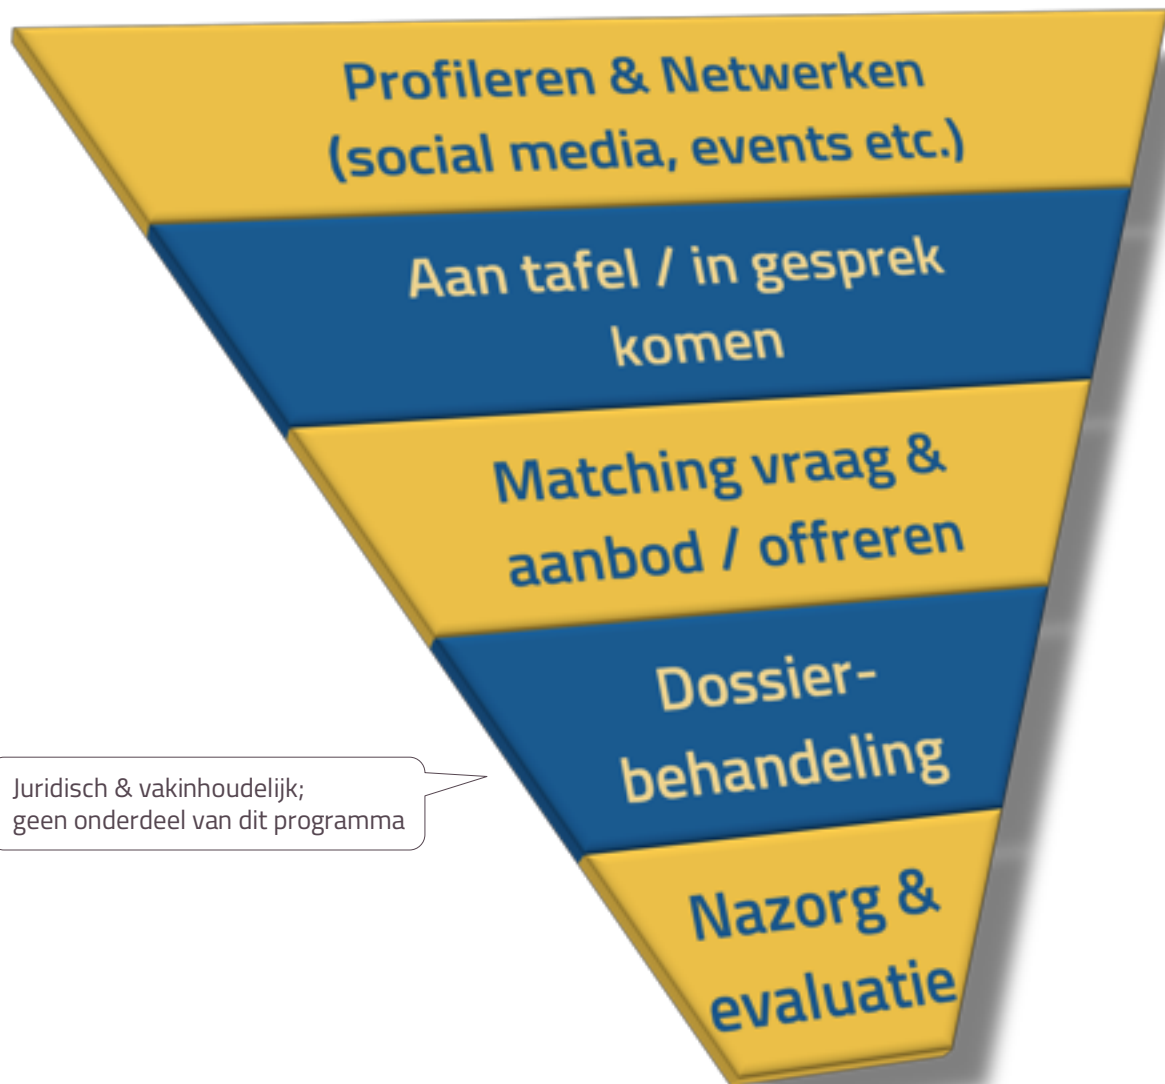 Profileren & Netwerken
(social media, events etc.)
Aan tafel / in gesprek
komen
Matching vraag &
aanbod / offreren
Dossier-
behandeling
Juridisch & vakinhoudelijk;
geen onderdeel van dit programma
Nazorg &
evaluatie